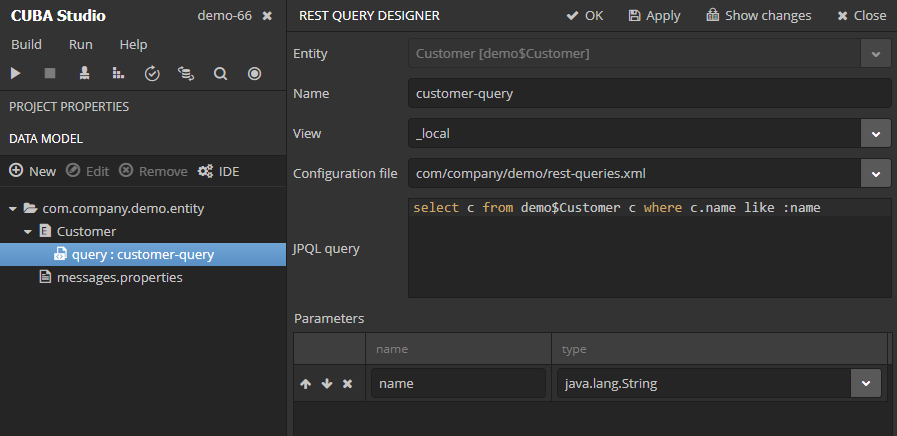 CUBA Studio
demo-66
Build Run Help
PROJECT PROPERTIES
DATA MODEL
New Edit Remove IDE
com.company.demo.entity
E Customer
query : customer-query
messages.properties
REST QUERY DESIGNER
OK Apply Show changes Close
Entity Customer [demo$Customer]
Name customer-query
View _local
Configuration file com/company/demo/rest-queries.xml
JPQL query select c from demo$Customer c where c.name like :name
Parameters
name type
name java.lang.String